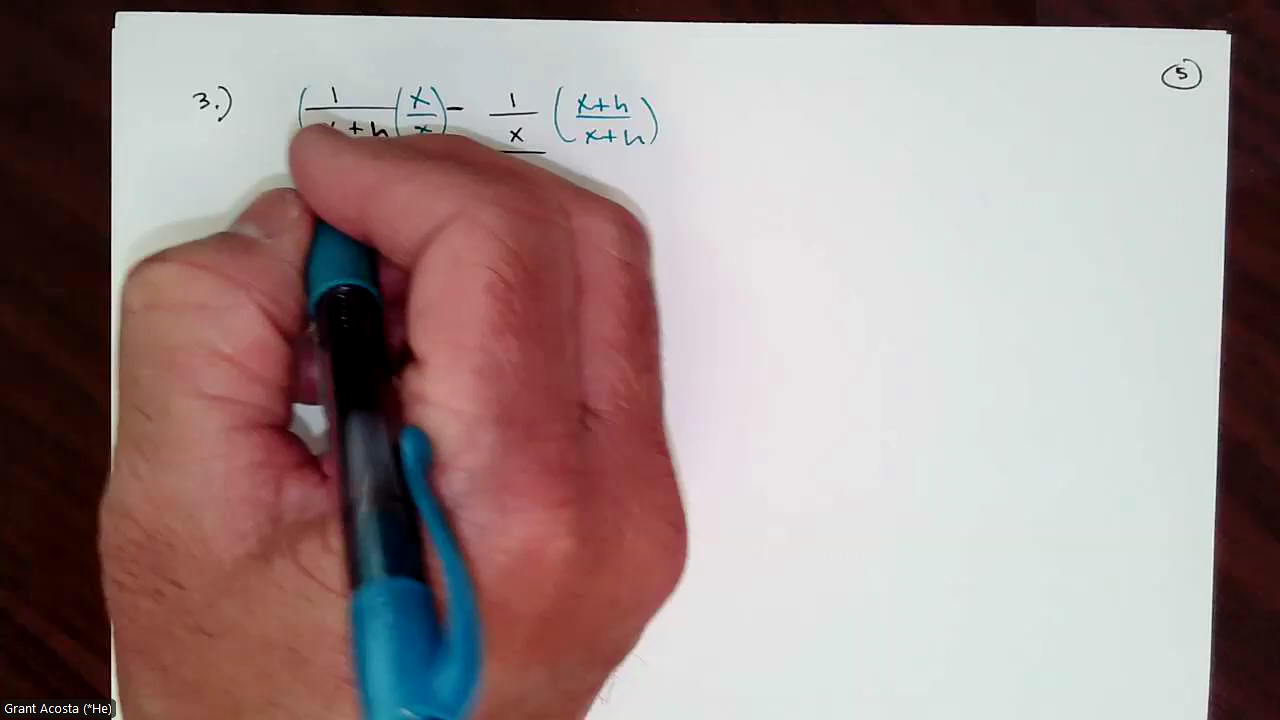 5
3.) (1/x+h (x/x) - 1/x (x+h/x+h)
Grant Acosta (*He)